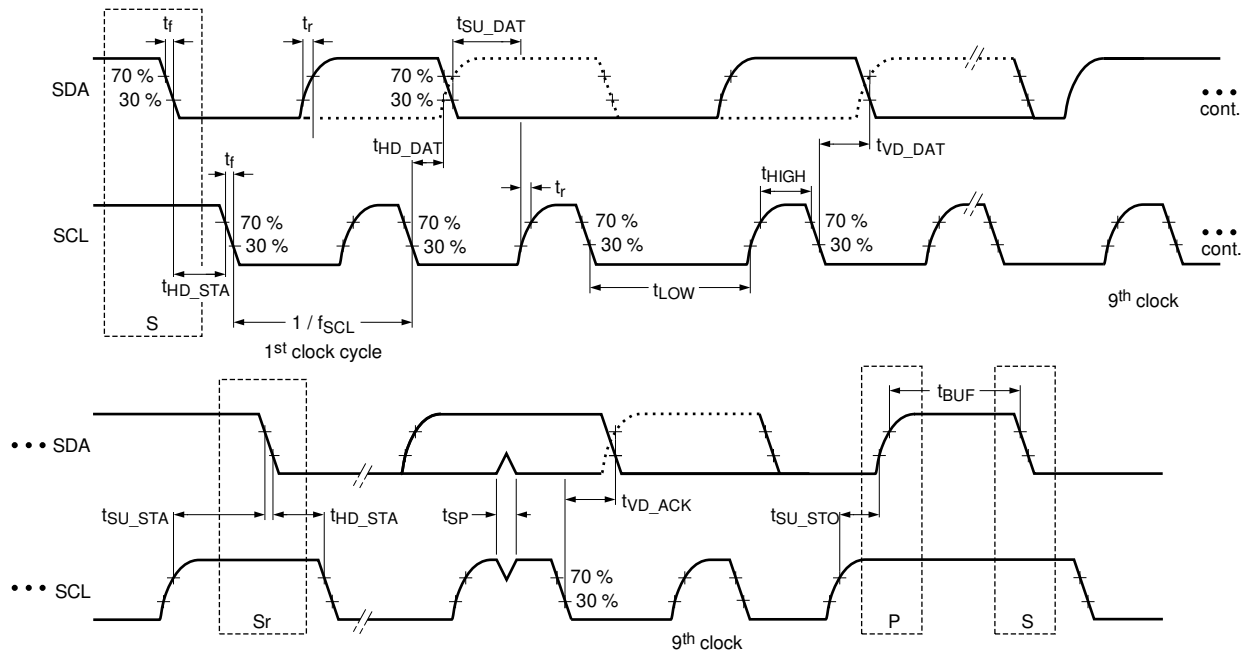 tf
tr
tSU_DAT
SDA
70 %
30 %
70 %
30 %
••• cont.
tHD_DAT
tVD_DAT
tf
tr
tHIGH
SCL
70 %
30 %
70 %
30 %
70 %
30 %
70 %
30 %
••• cont.
tHD_STA
tLOW
9th clock
S
1 / fSCL
1st clock cycle
tBUF
••• SDA
tSU_STA
tHD_STA
tSP
tVD_ACK
tSU_STO
••• SCL
70 %
30 %
Sr
9th clock
P
S